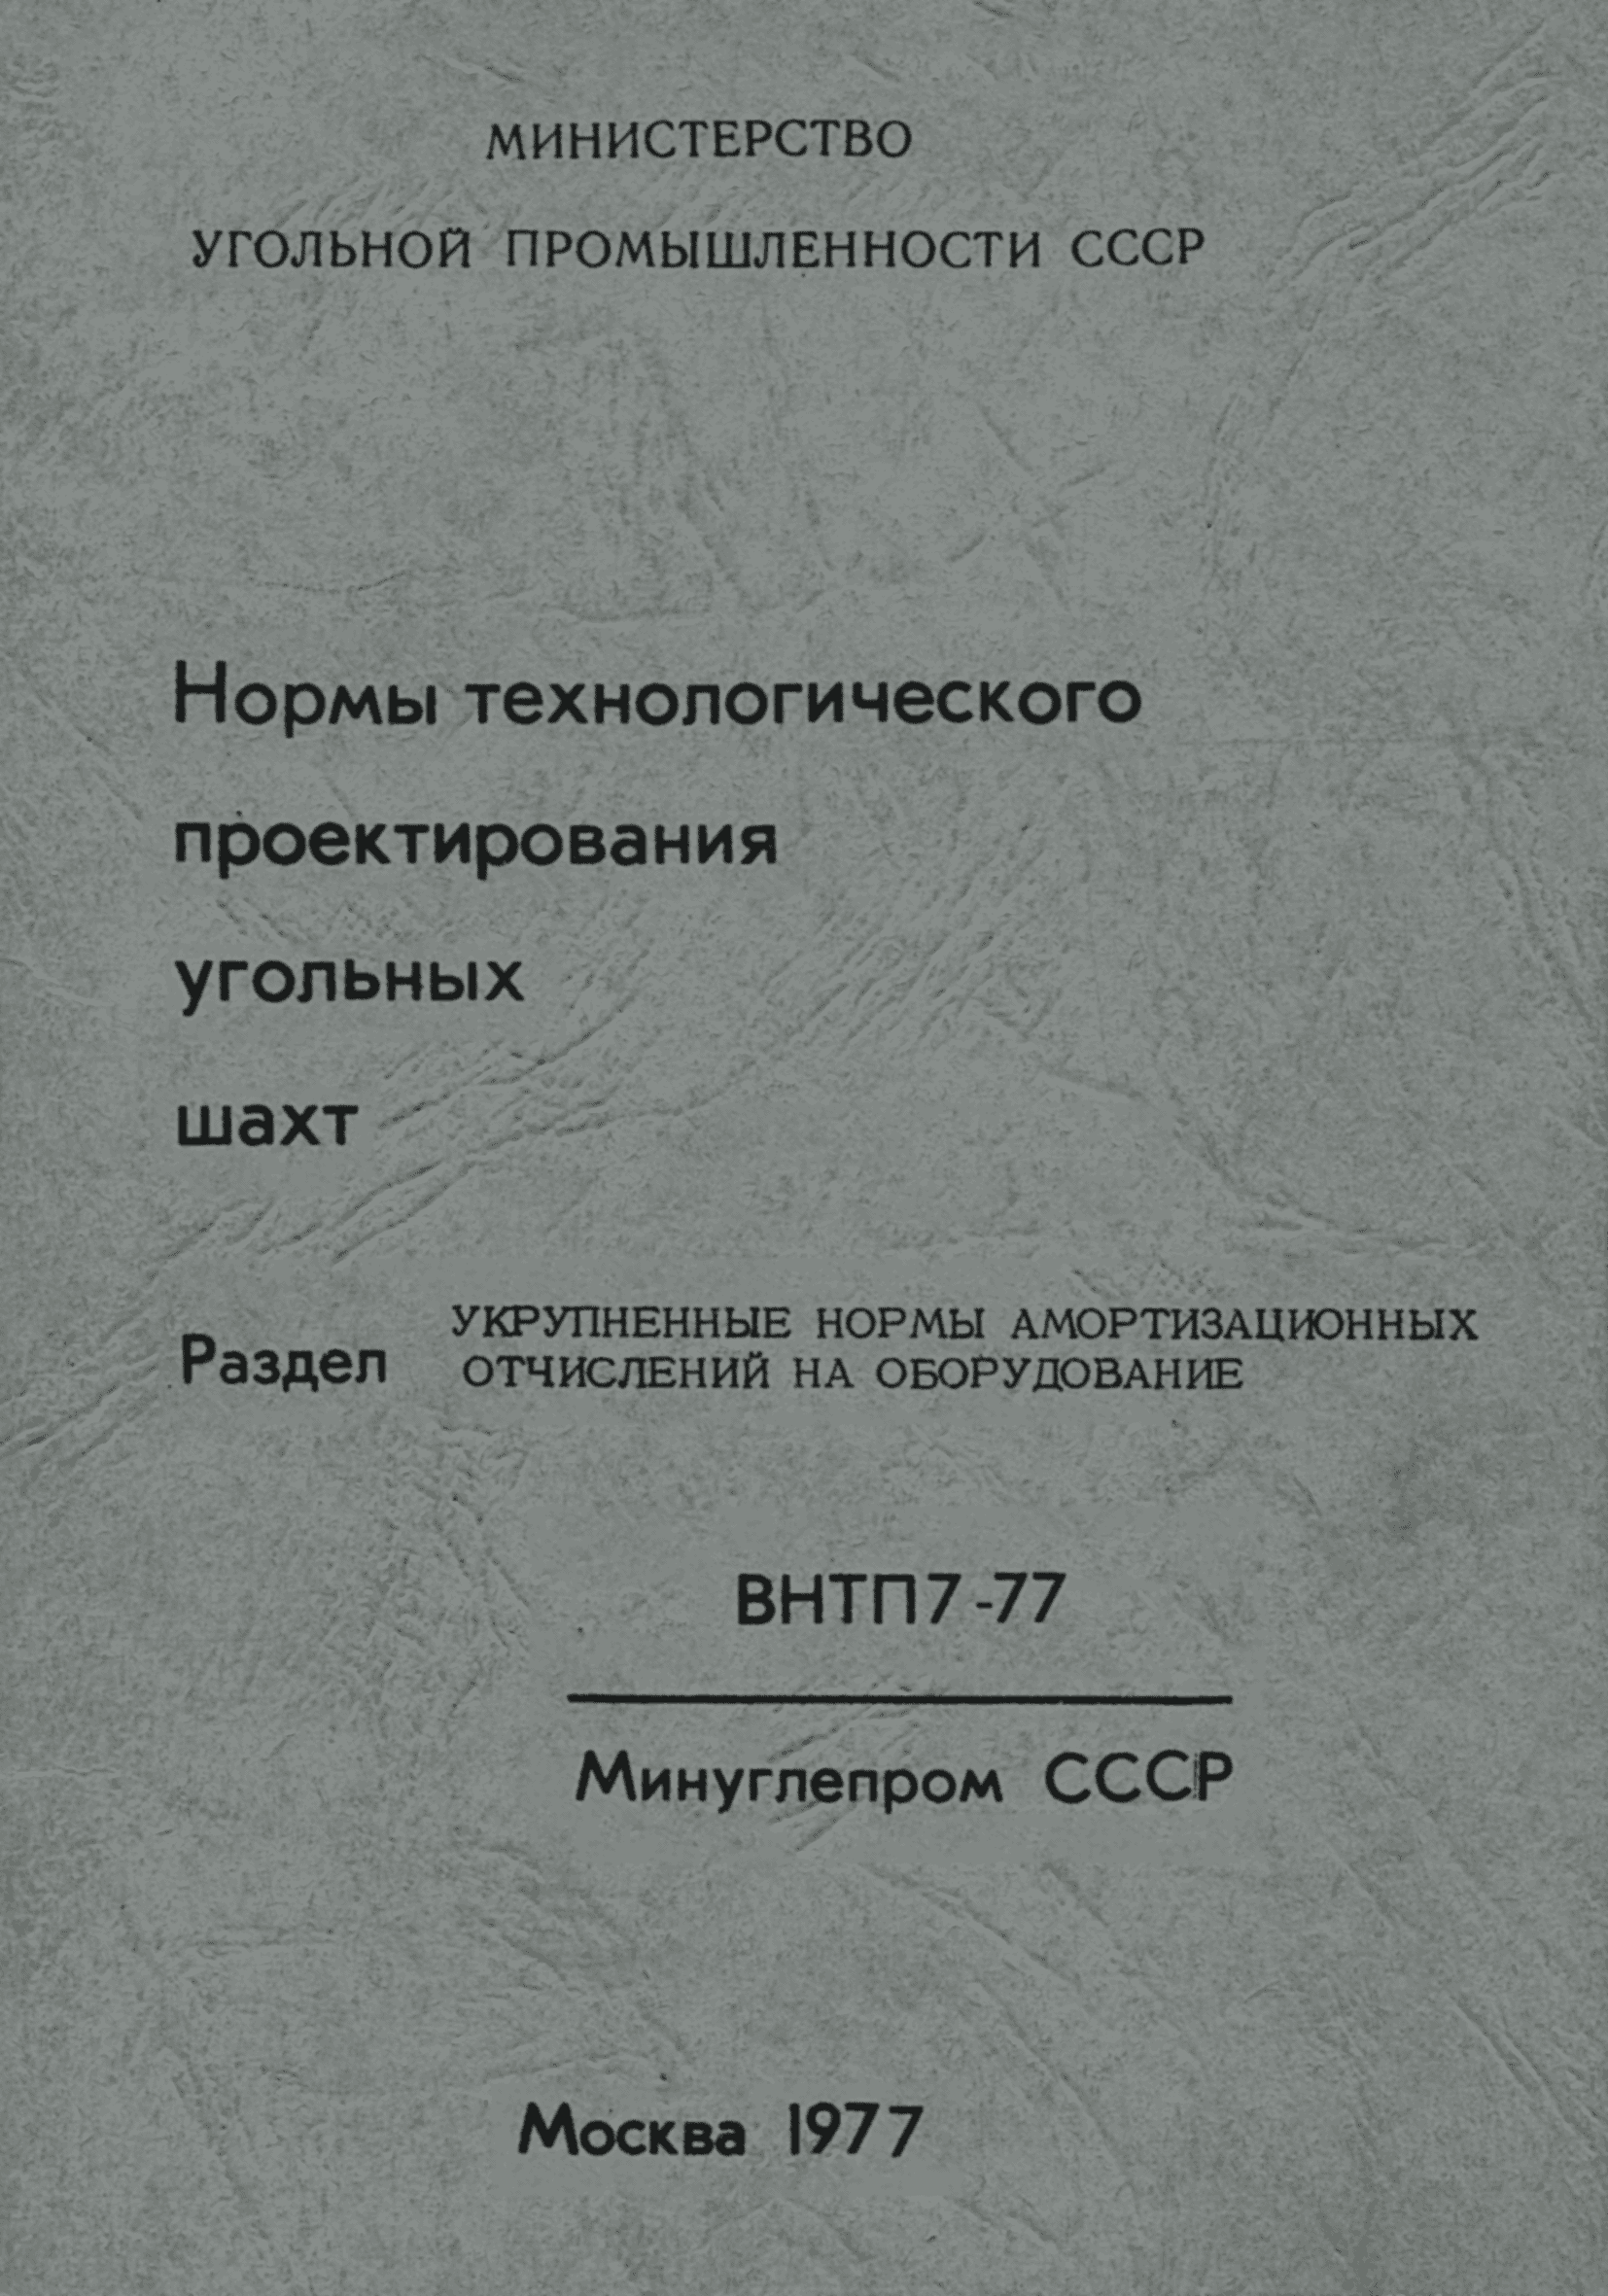 МИНИСТЕРСТВО
УГОЛЬНОЙ ПРОМЫШЛЕННОСТИ СССР
Нормы технологического
проектирования
угольных
шахт
Раздел УКРУПНЕННЫЕ НОРМЫ АМОРТИЗАЦИОННЫХ
ОТЧИСЛЕНИЙ НА ОБОРУДОВАНИЕ
ВНТП7-77
Минуглепром СССР
Москва 1977